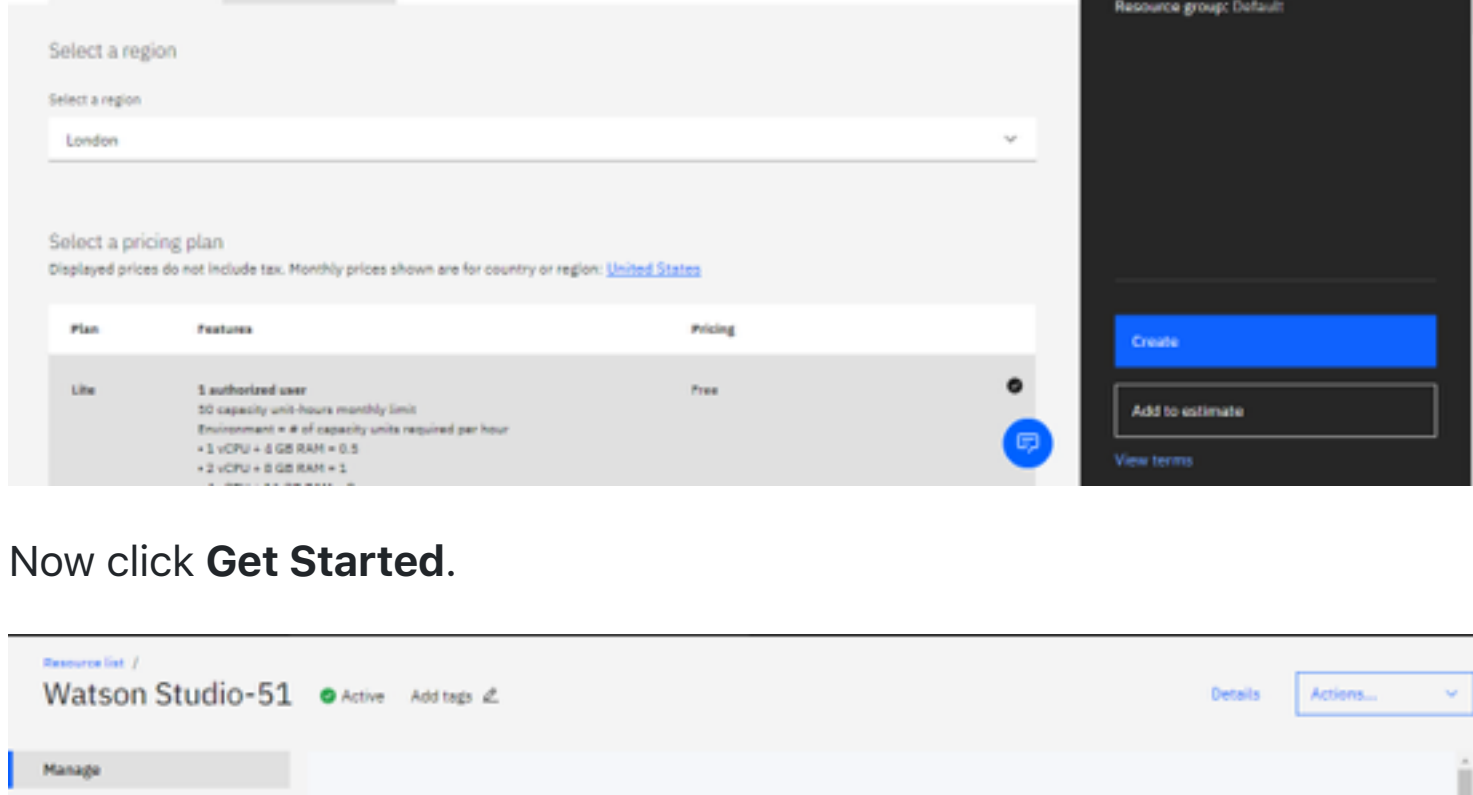 Resource group: Default
Select a region
Select a region
London
Select a pricing plan
Displayed prices do not include tax. Monthly prices shown are for country or region: United States
Plan Features Pricing
Lite 1 authorized user Free
50 capacity unit-hours monthly limit
Environment = # of capacity units required per hour
• 1 vCPU + 4 GB RAM = 0.5
• 2 vCPU + 8 GB RAM = 1
Create
Add to estimate
View terms
Now click Get Started.
Resource list /
Watson Studio-51 Active Add tags Details Actions...
Manage